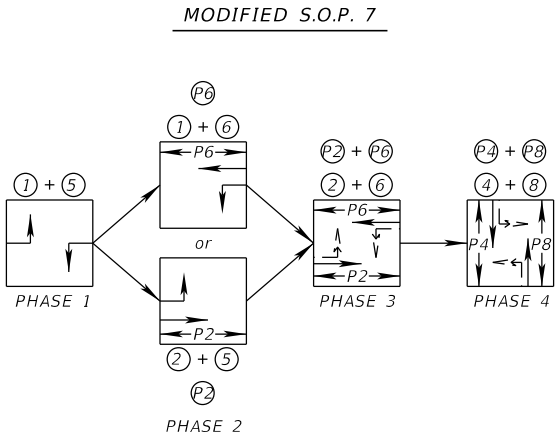 MODIFIED S.O.P. 7
P6
1 + 6
P6
P2 + P6
P4 + P8
1 + 5
2 + 6
4 + 8
P6
or
P4
P8
P2
PHASE 1
PHASE 3
PHASE 4
P2
2 + 5
P2
PHASE 2